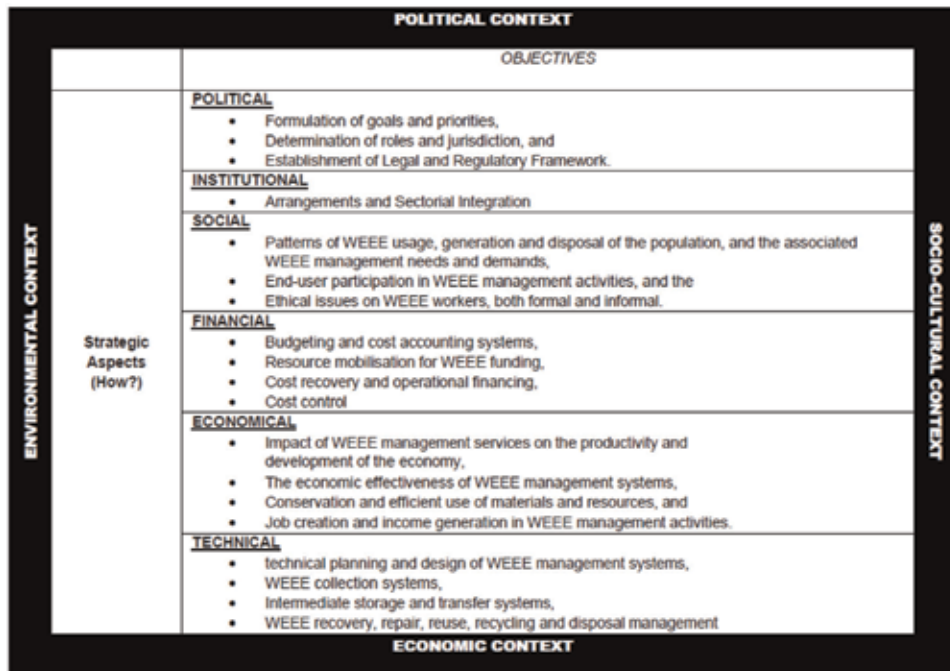 POLITICAL CONTEXT
OBJECTIVES
ENVIRONMENTAL CONTEXT
Strategic
Aspects
(How?)
POLITICAL
• Formulation of goals and priorities,
• Determination of roles and jurisdiction, and
• Establishment of Legal and Regulatory Framework.
INSTITUTIONAL
• Arrangements and Sectorial Integration
SOCIAL
• Patterns of WEEE usage, generation and disposal of the population, and the associated
WEEE management needs and demands,
• End-user participation in WEEE management activities, and the
• Ethical issues on WEEE workers, both formal and informal.
FINANCIAL
• Budgeting and cost accounting systems,
• Resource mobilisation for WEEE funding,
• Cost recovery and operational financing,
• Cost control
ECONOMICAL
• Impact of WEEE management services on the productivity and
development of the economy,
• The economic effectiveness of WEEE management systems,
• Conservation and efficient use of materials and resources, and
• Job creation and income generation in WEEE management activities.
TECHNICAL
• technical planning and design of WEEE management systems,
• WEEE collection systems,
• Intermediate storage and transfer systems,
• WEEE recovery, repair, reuse, recycling and disposal management
SOCIO-CULTURAL CONTEXT
ECONOMIC CONTEXT